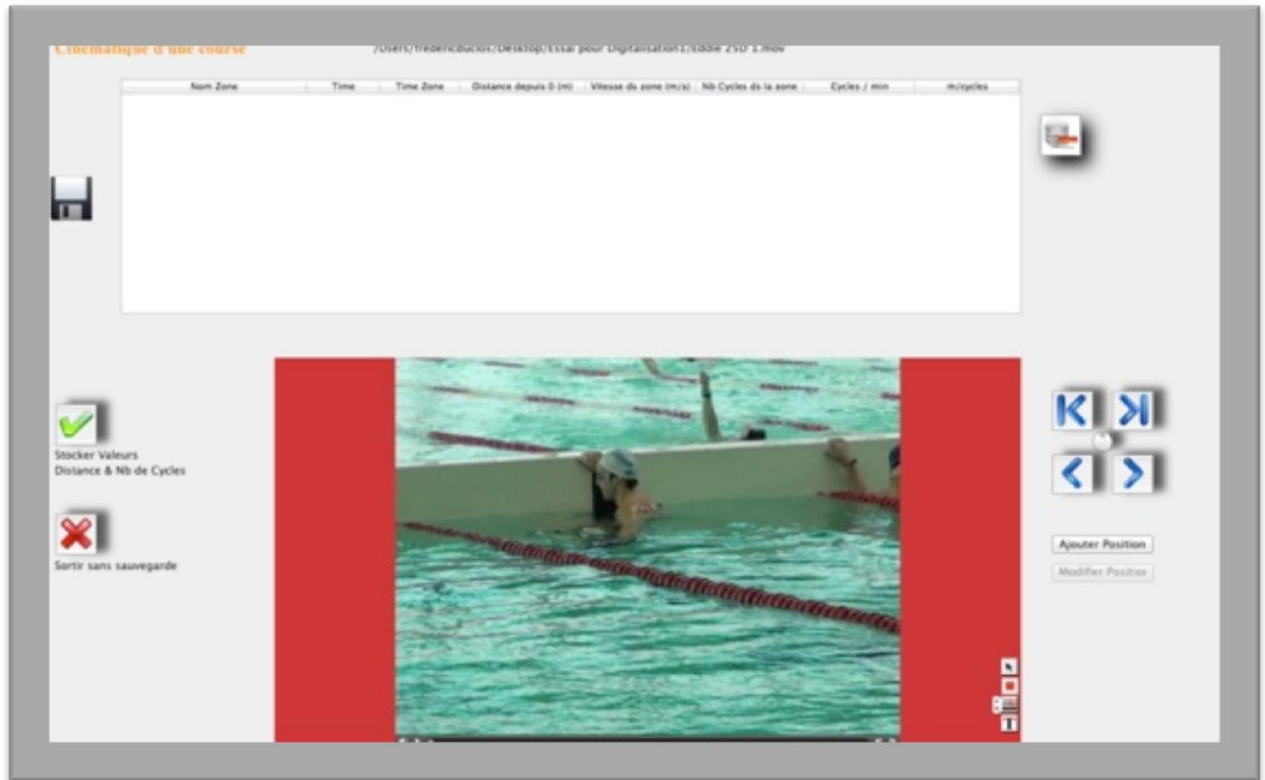 Cinématique d'une course
/Users/fredericduclos/Desktop/Essai pour Digitalisation1/Eddie 25D 1.mov
Nom Zone Time Time Zone Distance depuis 0 (m) Vitesse ds zone (m/s) Nb Cycles ds la zone Cycles / min m/cycles
Stocker Valeurs
Distance & Nb de Cycles
Sortir sans sauvegarde
Ajouter Position
Modifier Position